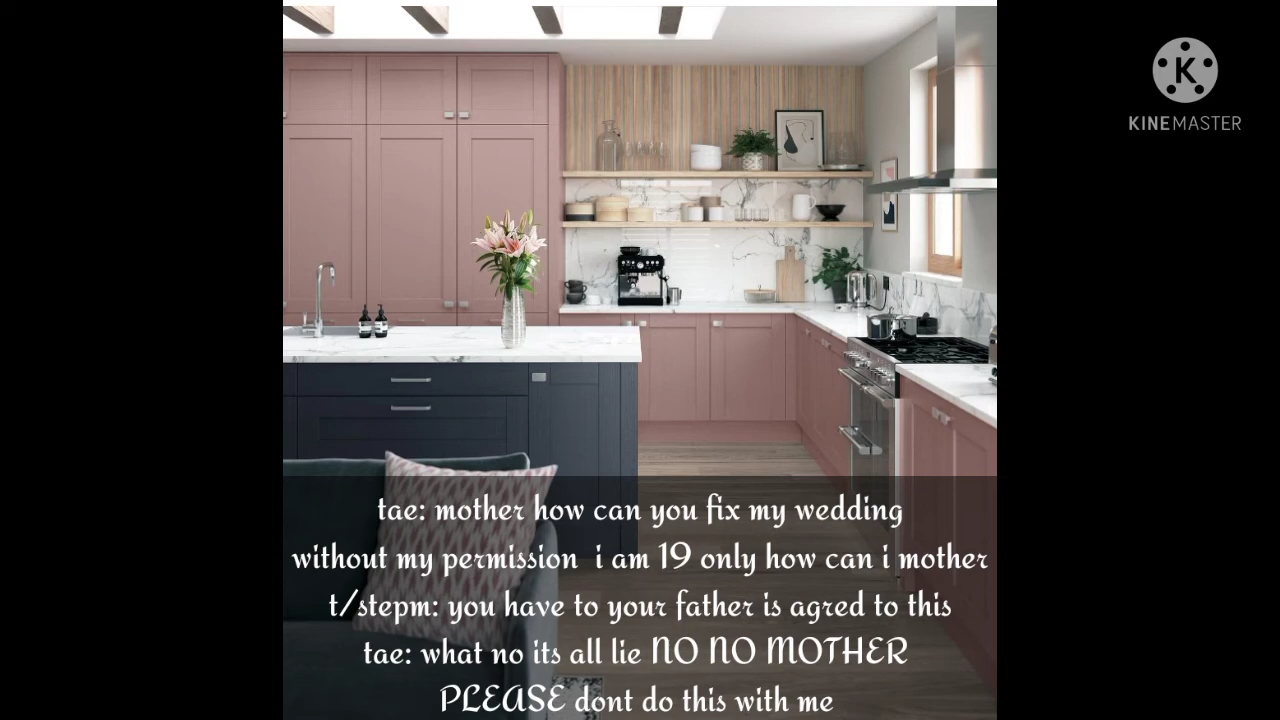 K
KINEMASTER
tae: mother how can you fix my wedding
without my permission i am 19 only how can i mother
t/stepm: you have to your father is agred to this
tae: what no its all lie NO NO MOTHER
PLEASE dont do this with me